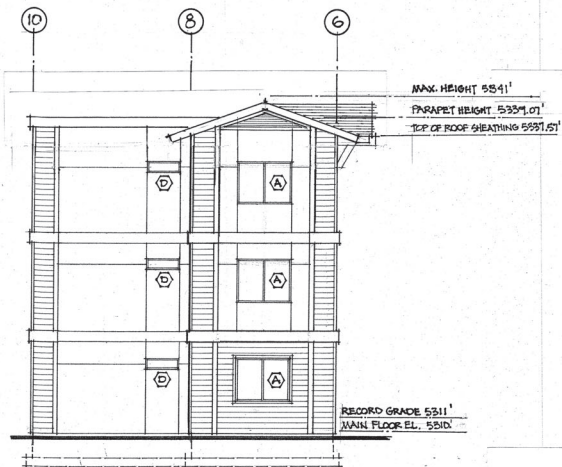 10 8 6
MAX. HEIGHT 5341'
PARAPET HEIGHT 5339.07'
TOP OF ROOF SHEATHING 5337.57'
D A
D A
D A
RECORD GRADE 5311'
MAIN FLOOR EL. 5310'